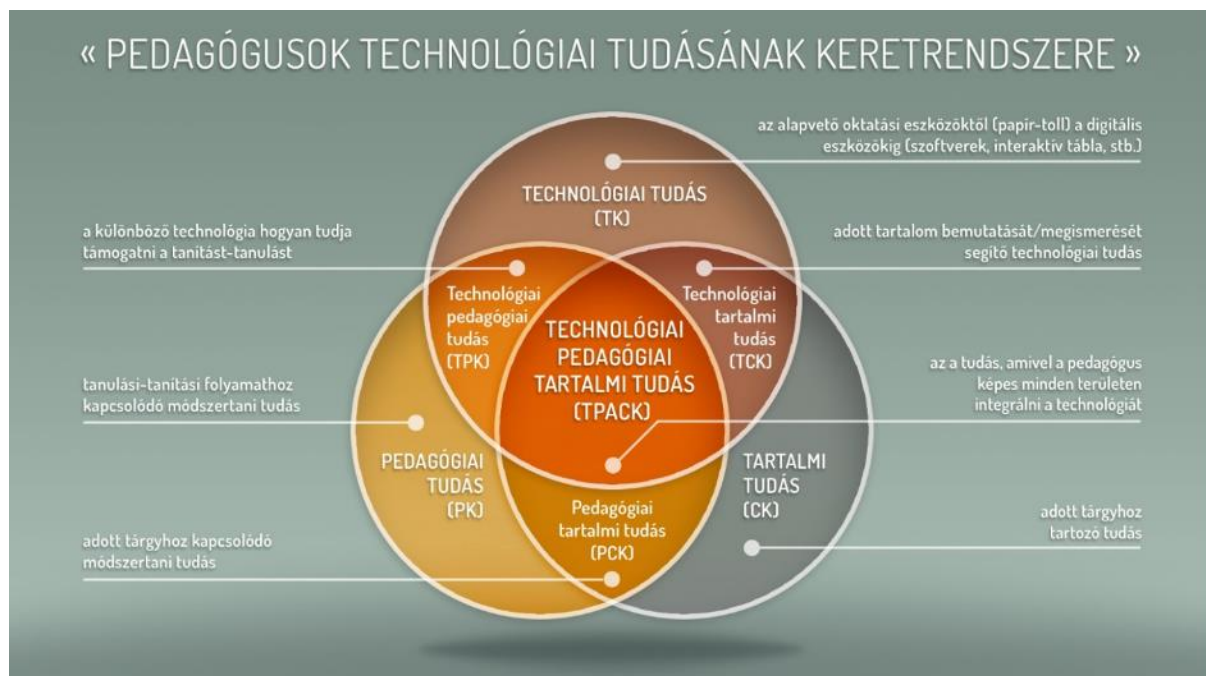 « PEDAGÓGUSOK TECHNOLÓGIAI TUDÁSÁNAK KERETRENDSZERE »
az alapvető oktatási eszközöktől (papír-toll) a digitális
eszközökig (szoftverek, interaktív tábla, stb.)
TECHNOLÓGIAI TUDÁS
(TK)
a különböző technológia hogyan tudja
támogatni a tanítást-tanulást
adott tartalom bemutatását/megismerését
segítő technológiai tudás
Technológiai
pedagógiai
tudás
(TPK)
Technológiai
tartalmi
tudás
(TCK)
TECHNOLÓGIAI
PEDAGÓGIAI
TARTALMI TUDÁS
(TPACK)
tanulási-tanítási folyamathoz
kapcsolódó módszertani tudás
az a tudás, amivel a pedagógus
képes minden területen
integrálni a technológiát
PEDAGÓGIAI
TUDÁS
(PK)
TARTALMI
TUDÁS
(CK)
Pedagógiai
tartalmi tudás
(PCK)
adott tárgyhoz kapcsolódó
módszertani tudás
adott tárgyhoz
tartozó tudás